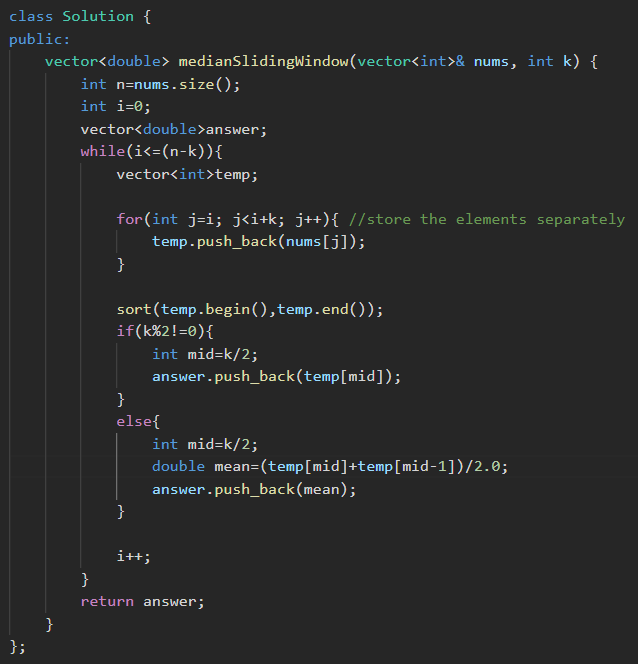 class Solution {
public:
    vector<double> medianSlidingWindow(vector<int>& nums, int k) {
        int n=nums.size();
        int i=0;
        vector<double>answer;
        while(i<=(n-k)){
            vector<int>temp;

            for(int j=i; j<i+k; j++){ //store the elements separately
                temp.push_back(nums[j]);
            }

            sort(temp.begin(),temp.end());
            if(k%2!=0){
                int mid=k/2;
                answer.push_back(temp[mid]);
            }
            else{
                int mid=k/2;
                double mean=(temp[mid]+temp[mid-1])/2.0;
                answer.push_back(mean);
            }

            i++;
        }
        return answer;
    }
};